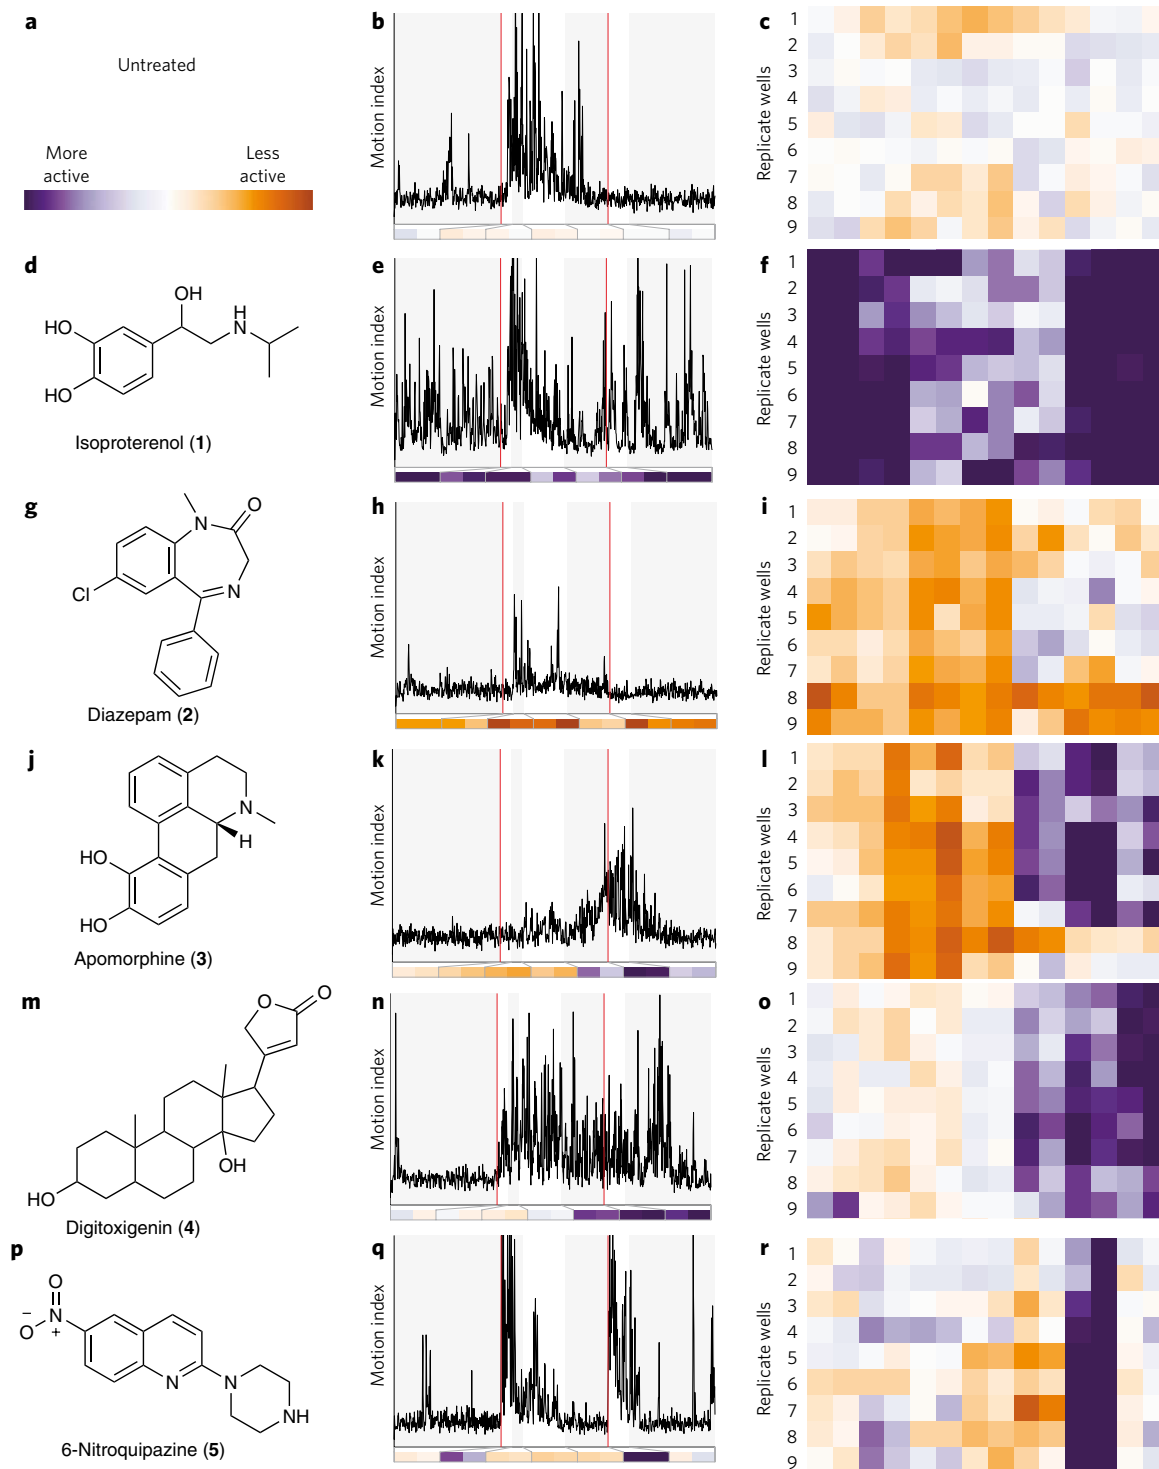 a
Untreated
More active
Less active
b
Motion index
c
Replicate wells
1
2
3
4
5
6
7
8
9
d
OH
HO
H
N
HO
Isoproterenol (1)
e
Motion index
f
Replicate wells
1
2
3
4
5
6
7
8
9
g
N
O
Cl
N
Diazepam (2)
h
Motion index
i
Replicate wells
1
2
3
4
5
6
7
8
9
j
N
H
HO
HO
Apomorphine (3)
k
Motion index
l
Replicate wells
1
2
3
4
5
6
7
8
9
m
O
O
OH
HO
Digitoxigenin (4)
n
Motion index
o
Replicate wells
1
2
3
4
5
6
7
8
9
p
O
−
N
O
+
N
N
NH
6-Nitroquipazine (5)
q
Motion index
r
Replicate wells
1
2
3
4
5
6
7
8
9